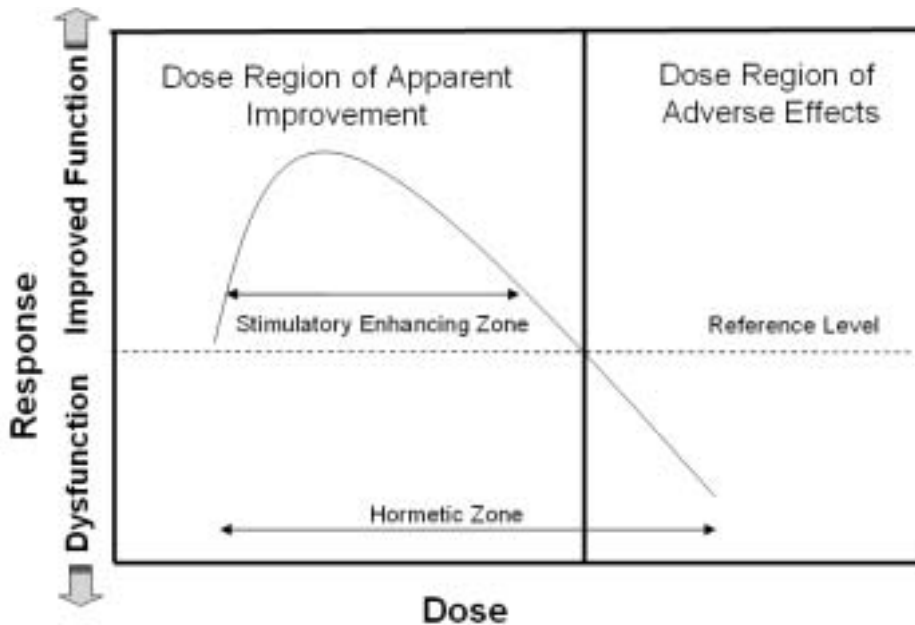 Dose Region of Apparent
Improvement
Dose Region of
Adverse Effects
Response
Improved Function
Dysfunction
Stimulatory Enhancing Zone
Reference Level
Hormetic Zone
Dose